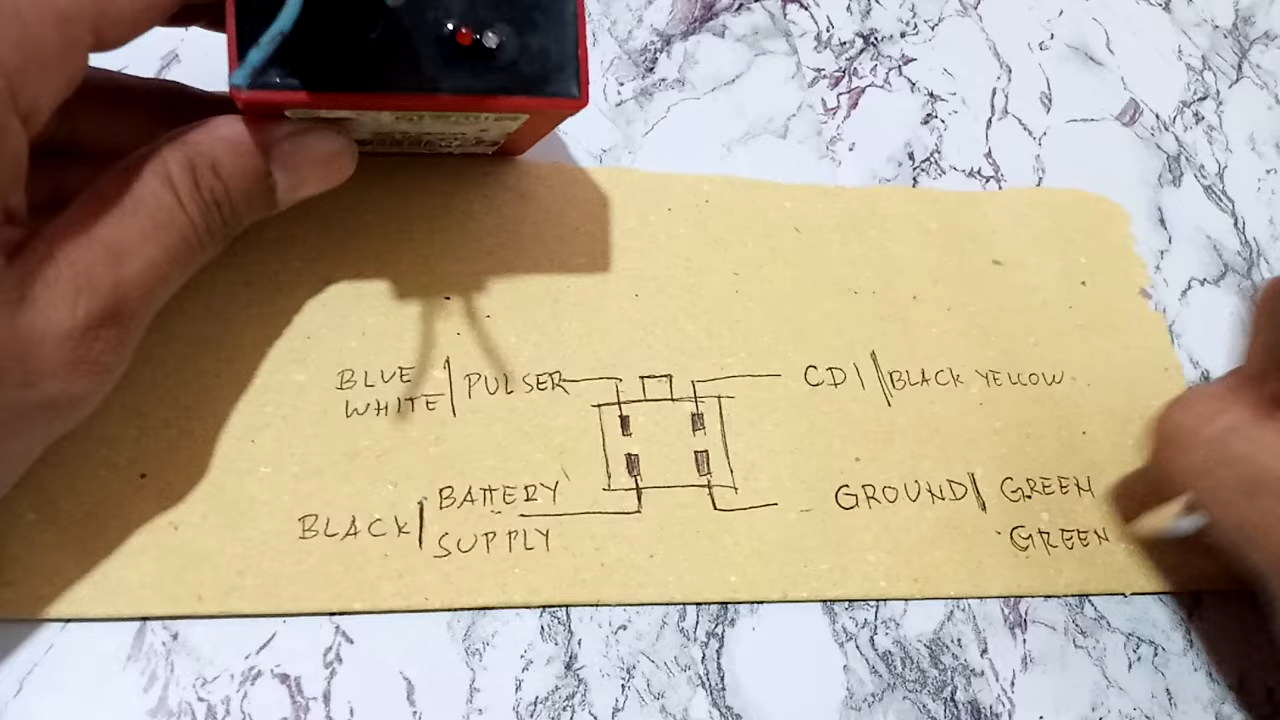 BLUE
WHITE | PULSER
CDI || BLACK YELLOW
BLACK | BATTERY
SUPPLY
GROUND || GREEN
GREEN